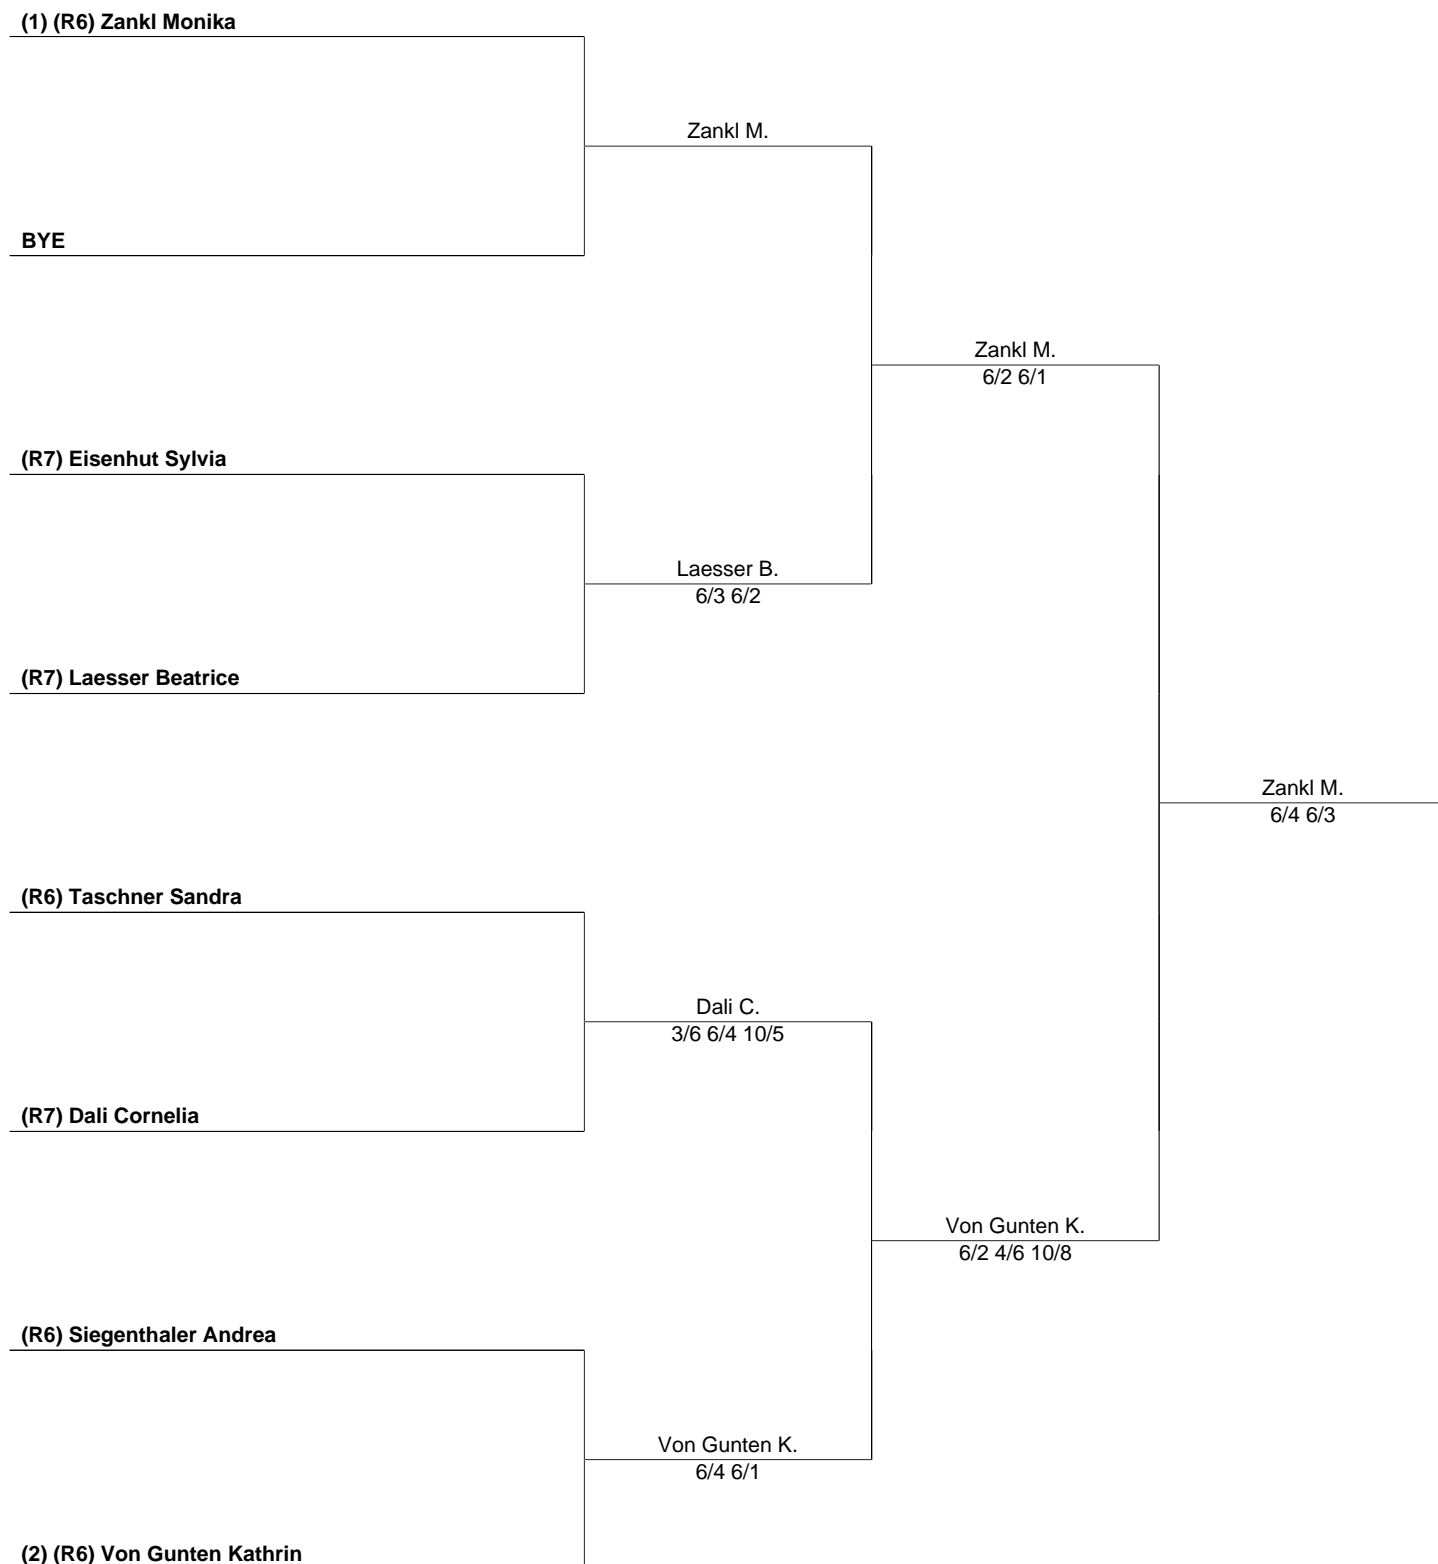 (1) (R6) Zankl Monika
Zankl M.
BYE
Zankl M.
6/2 6/1
(R7) Eisenhut Sylvia
Laesser B.
6/3 6/2
(R7) Laesser Beatrice
Zankl M.
6/4 6/3
(R6) Taschner Sandra
Dali C.
3/6 6/4 10/5
(R7) Dali Cornelia
Von Gunten K.
6/2 4/6 10/8
(R6) Siegenthaler Andrea
Von Gunten K.
6/4 6/1
(2) (R6) Von Gunten Kathrin